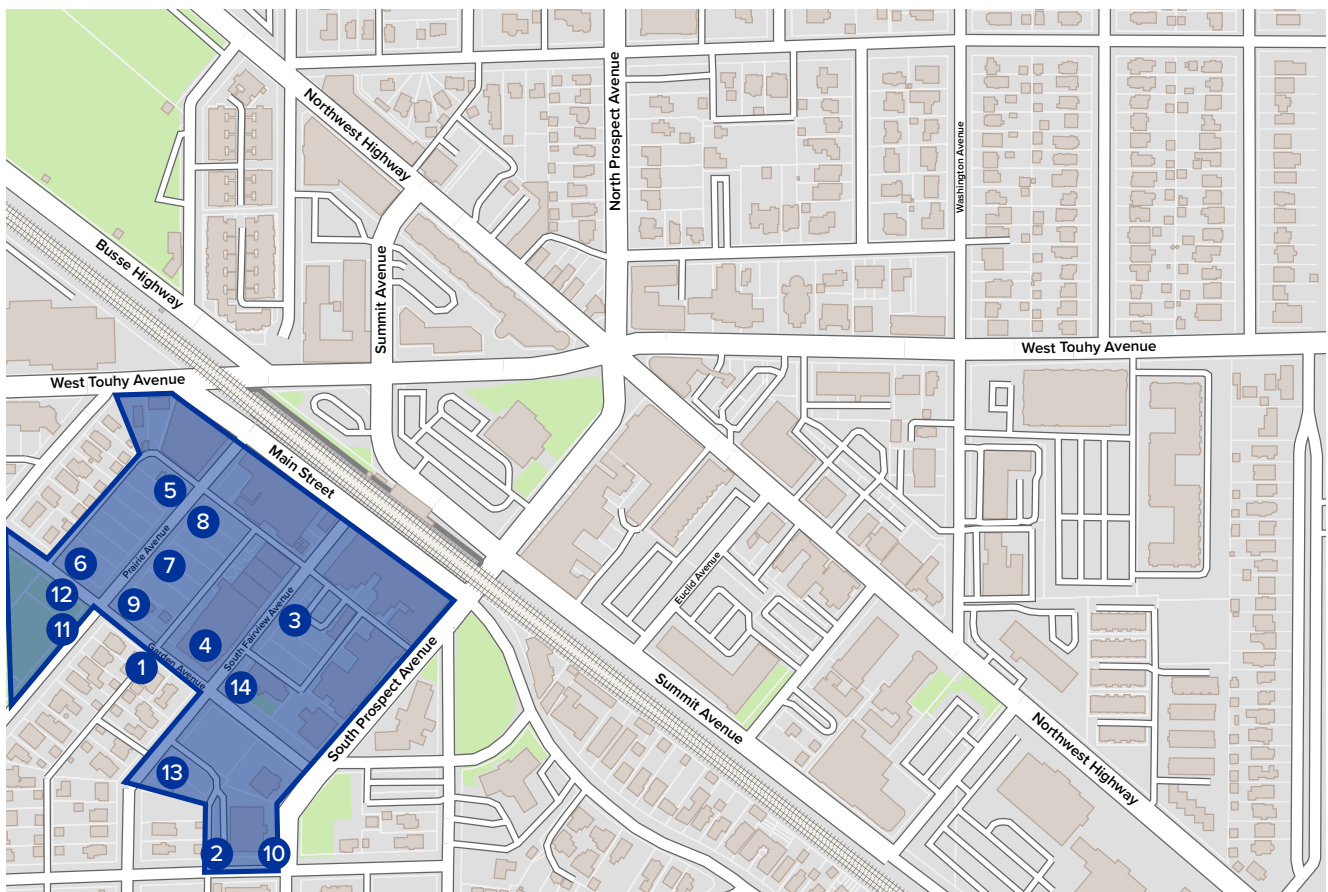 North Prospect Avenue
Northwest Highway
Washington Avenue
Busse Highway
Summit Avenue
West Touhy Avenue
West Touhy Avenue
Main Street
5
8
Prairie Avenue
6
7
12
9
11
3
South Fairview Avenue
Euclid Avenue
4
1
Garden Avenue
14
South Prospect Avenue
Summit Avenue
13
Northwest Highway
2
10